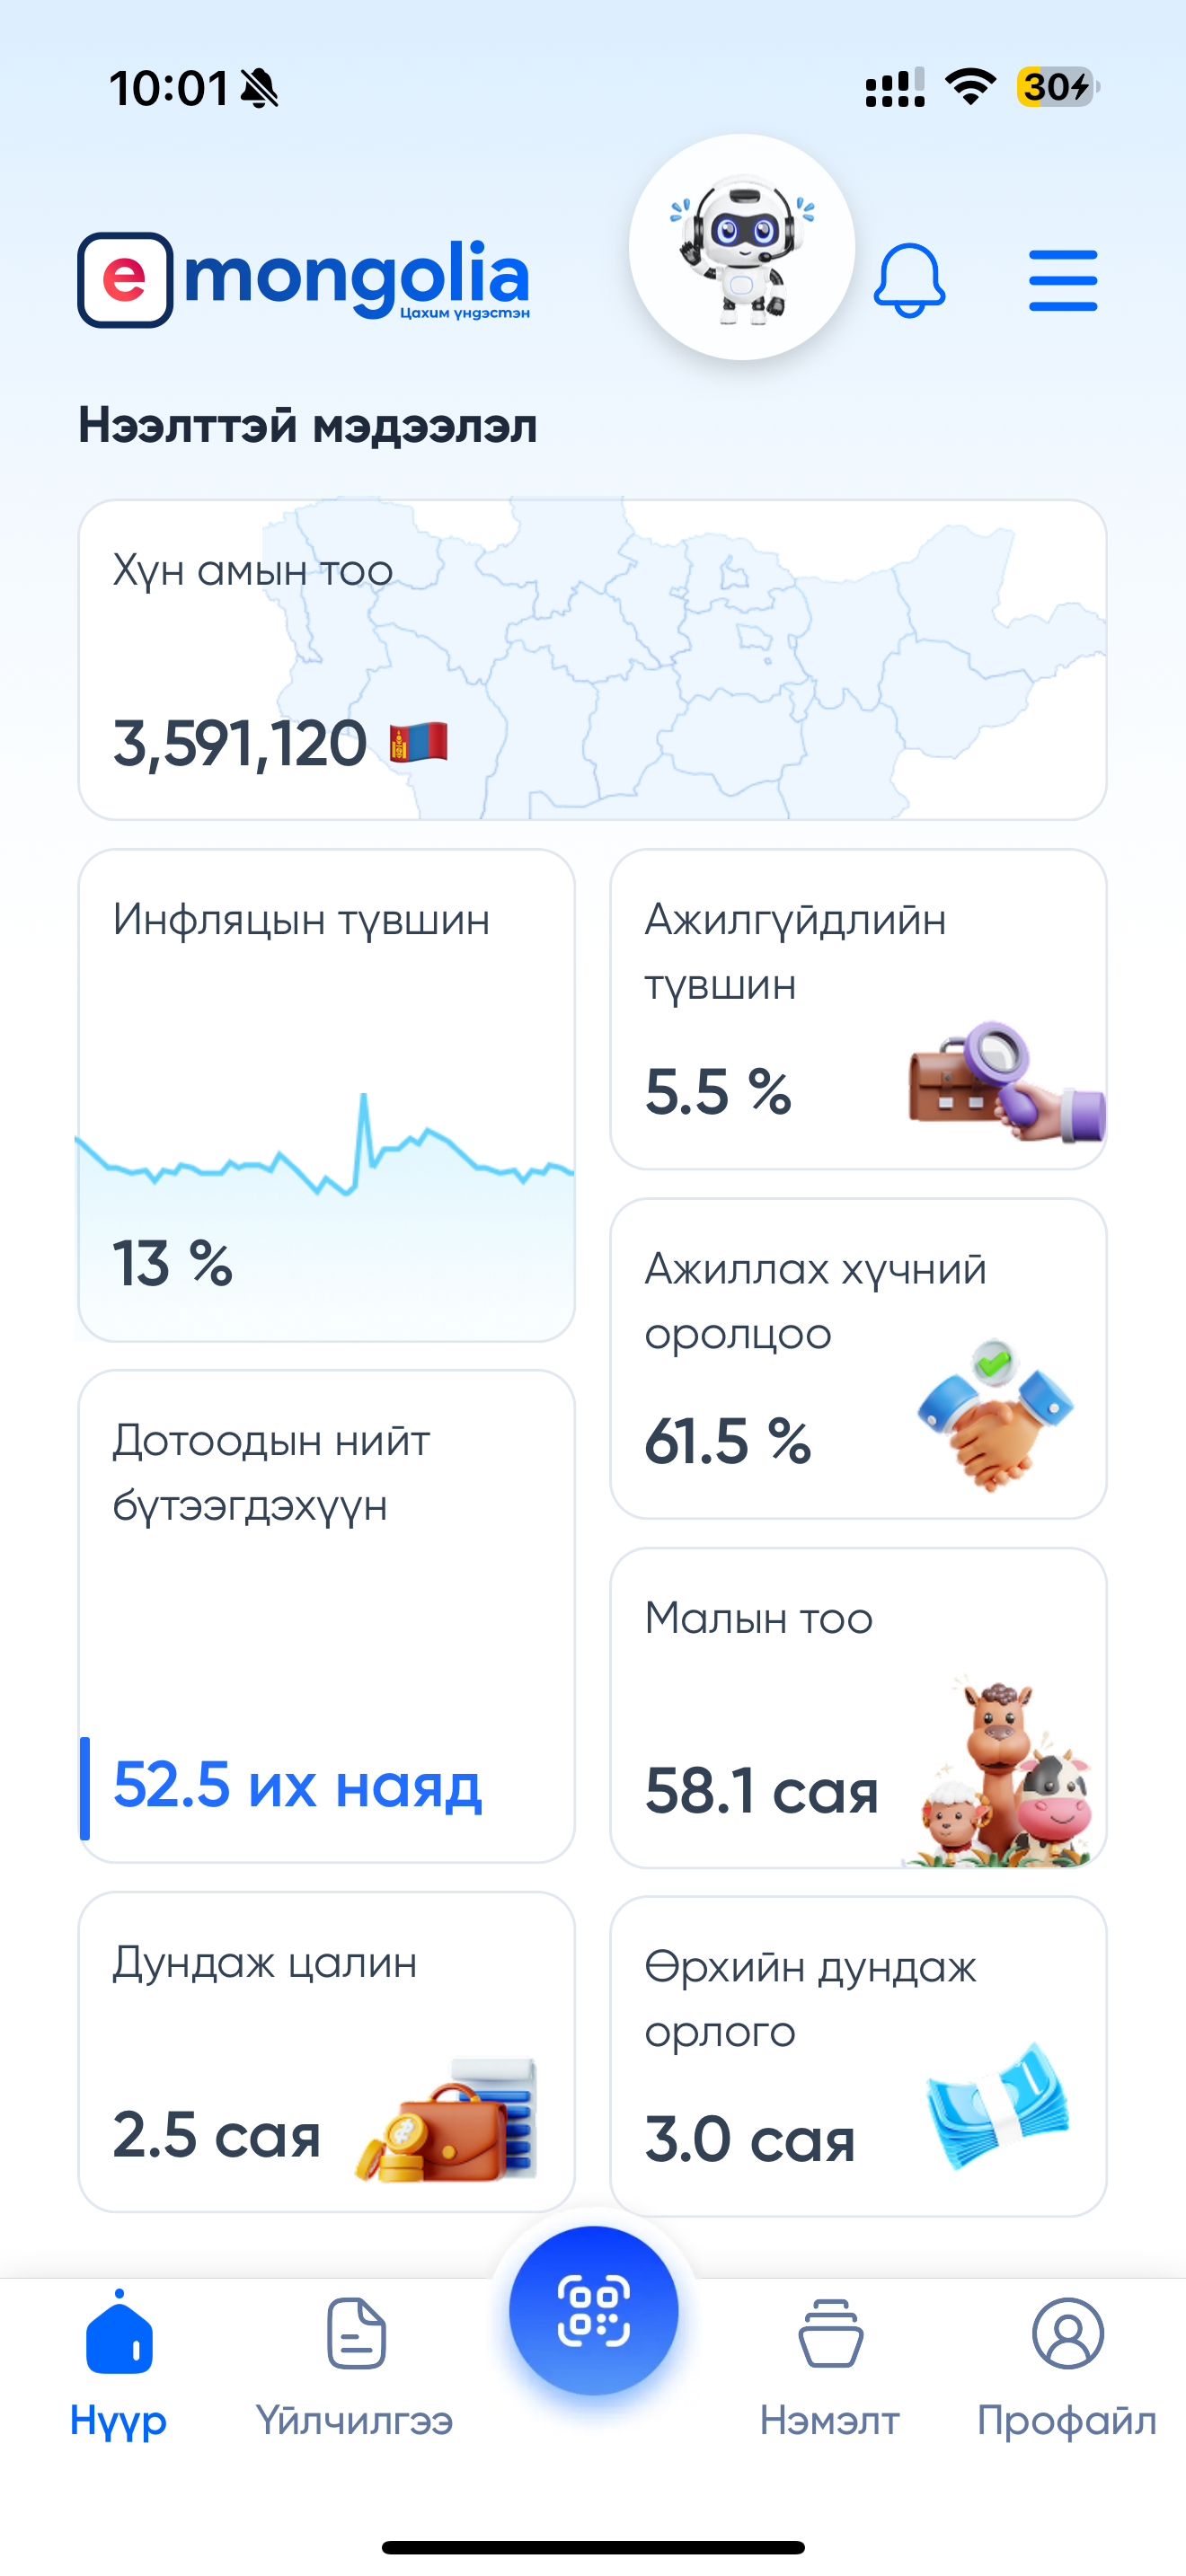 10:01
30
e mongolia
Цахим үндэстэн
Нээлттэй мэдээлэл
Хүн амын тоо
3,591,120
Инфляцын түвшин
13 %
Ажилгүйдлийн
түвшин
5.5 %
Ажиллах хүчний
оролцоо
61.5 %
Дотоодын нийт
бүтээгдэхүүн
52.5 их наяд
Малын тоо
58.1 сая
Дундаж цалин
2.5 сая
Өрхийн дундаж
орлого
3.0 сая
Нүүр
Үйлчилгээ
Нэмэлт
Профайл